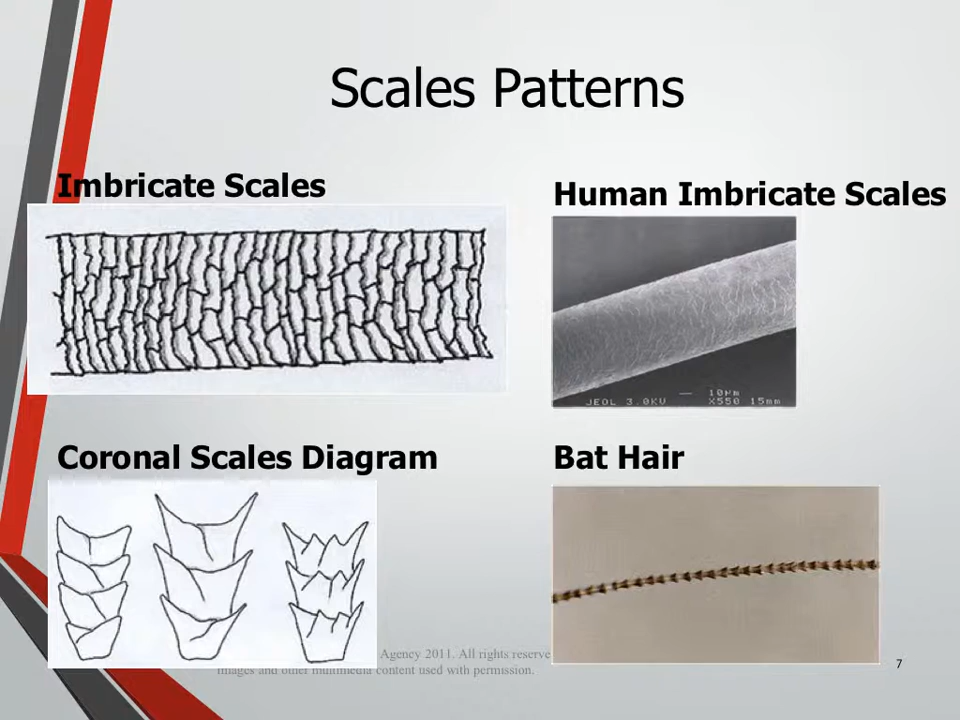 Scales Patterns
Imbricate Scales
Human Imbricate Scales
10µm
JEOL 3.0KV X550 15mm
Coronal Scales Diagram
Bat Hair
Agency 2011. All rights reserve
images and other multimedia content used with permission.
7